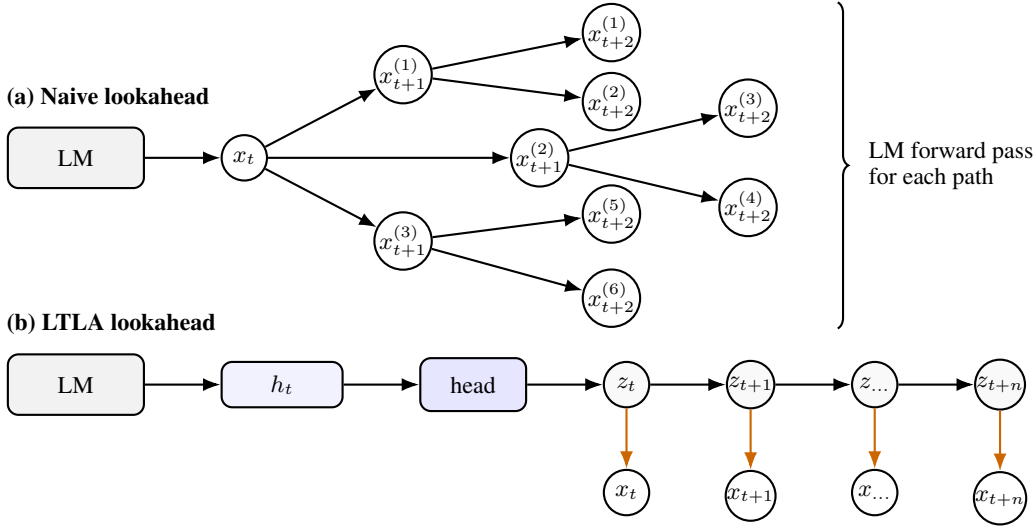 (a) Naive lookahead
LM
x_t
x_{t+1}^{(1)}
x_{t+1}^{(2)}
x_{t+1}^{(3)}
x_{t+2}^{(1)}
x_{t+2}^{(2)}
x_{t+2}^{(3)}
x_{t+2}^{(4)}
x_{t+2}^{(5)}
x_{t+2}^{(6)}
LM forward pass
for each path
(b) LTLA lookahead
LM
h_t
head
z_t
z_{t+1}
z_{...}
z_{t+n}
x_t
x_{t+1}
x_{...}
x_{t+n}